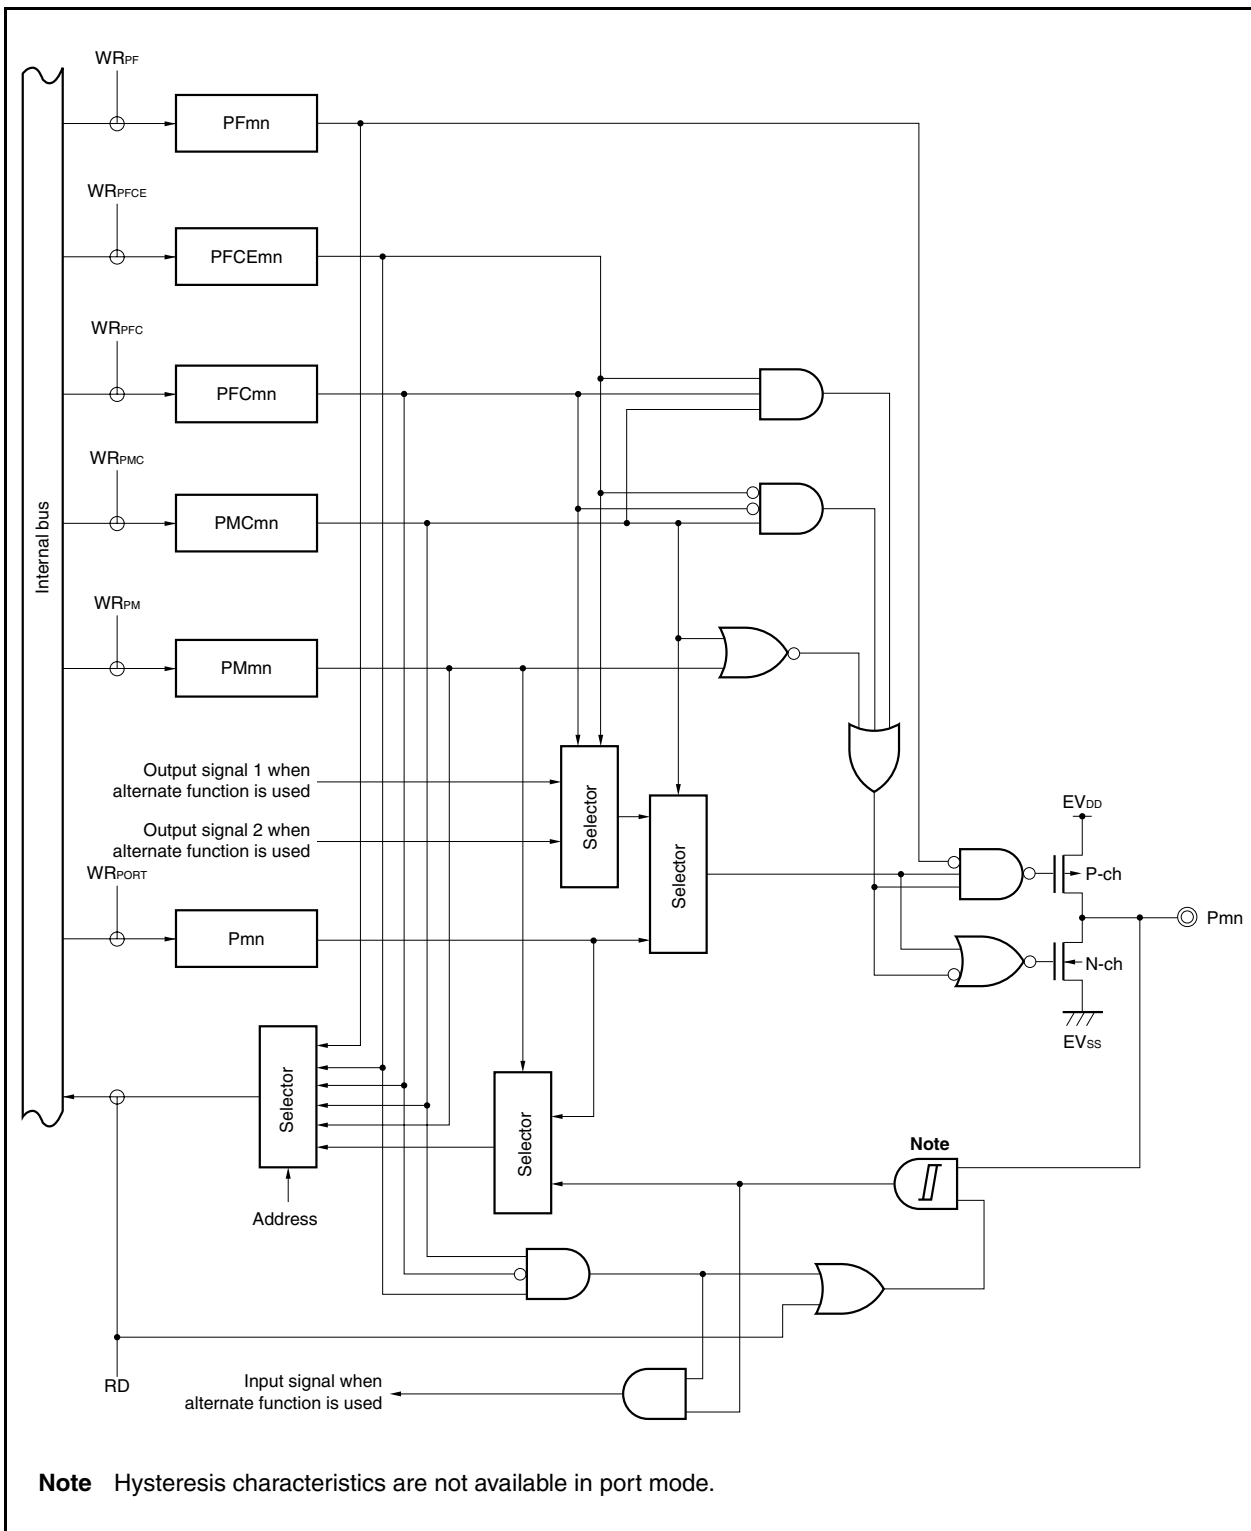 WRPF
PFmn
WRPFCE
PFCEmn
WRPFC
PFCmn
WRPMC
PMCmn
Internal bus
WRPM
PMmn
Output signal 1 when
alternate function is used
Output signal 2 when
alternate function is used
Selector
Selector
WRPORT
Pmn
EVDD
P-ch
Pmn
N-ch
EVSS
Selector
Address
Selector
Note
RD
Input signal when
alternate function is used
Note Hysteresis characteristics are not available in port mode.